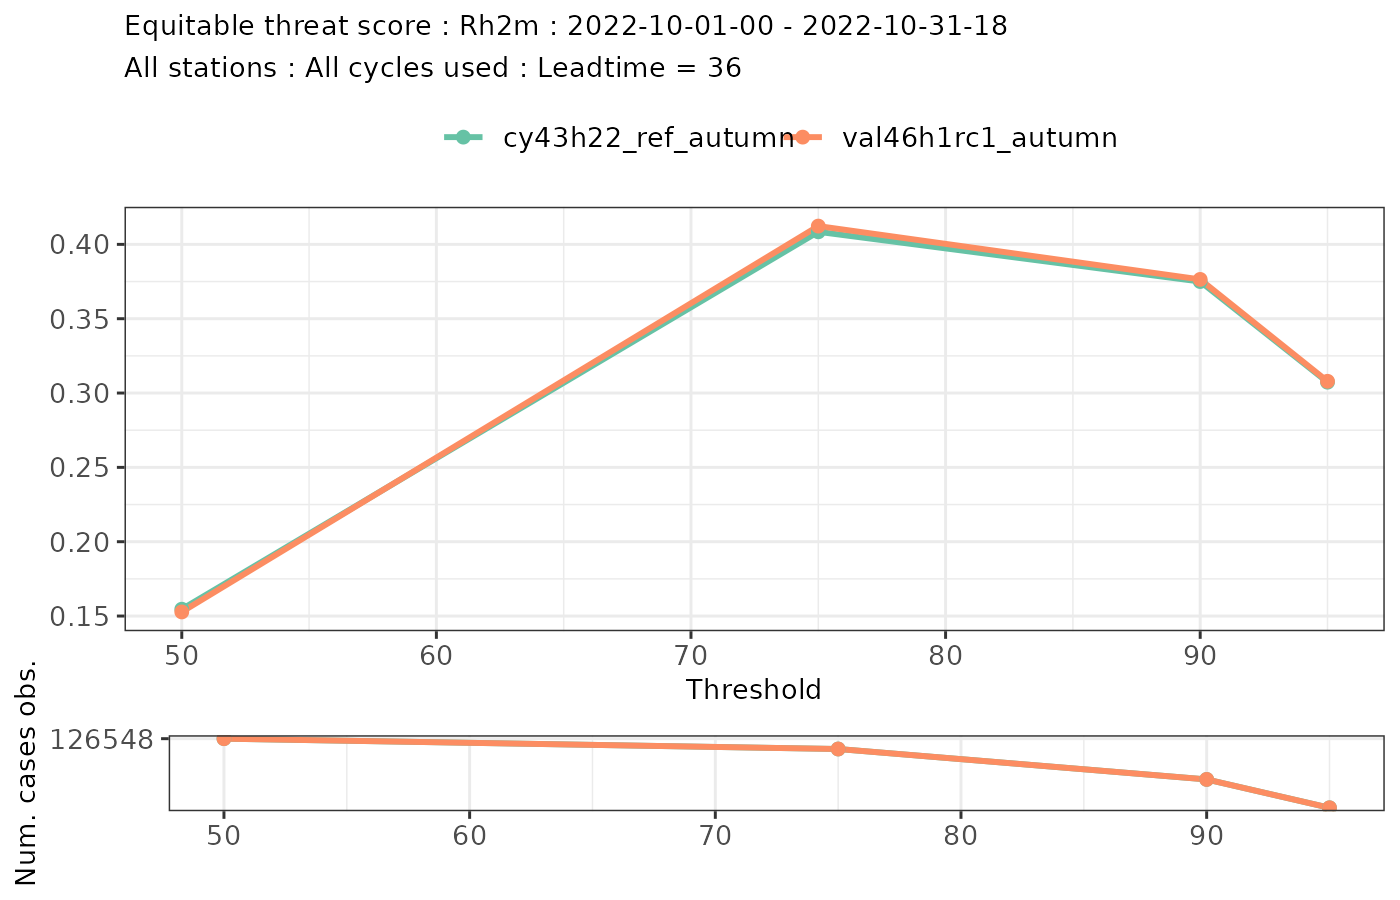 Equitable threat score : Rh2m : 2022-10-01-00 - 2022-10-31-18
All stations : All cycles used : Leadtime = 36
cy43h22_ref_autumn val46h1rc1_autumn
0.40
0.35
0.30
0.25
0.20
0.15
50 60 70 80 90
Threshold
Num. cases obs.
126548
50 60 70 80 90